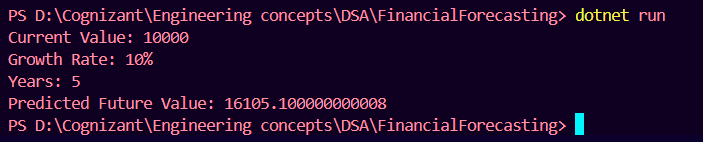 PS D:\Cognizant\Engineering concepts\DSA\FinancialForecasting> dotnet run
Current Value: 10000
Growth Rate: 10%
Years: 5
Predicted Future Value: 16105.100000000008
PS D:\Cognizant\Engineering concepts\DSA\FinancialForecasting>